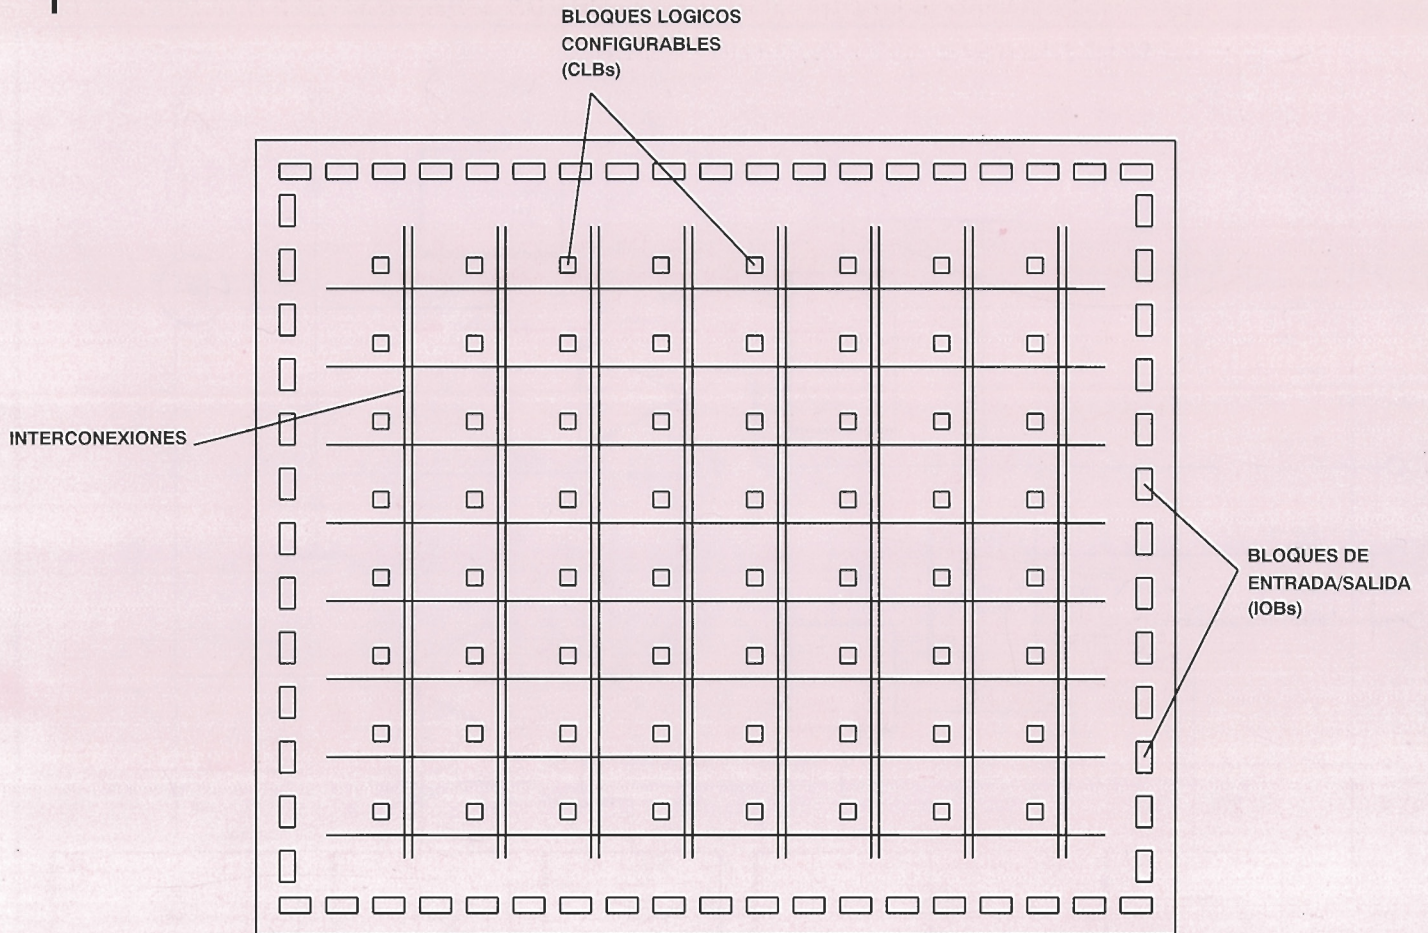 BLOQUES LOGICOS
CONFIGURABLES
(CLBs)
INTERCONEXIONES
BLOQUES DE
ENTRADA/SALIDA
(IOBs)